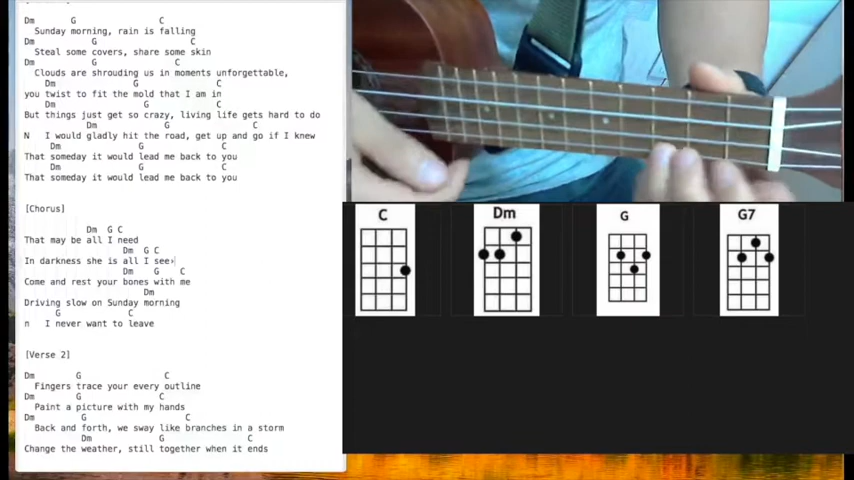 Dm G C
Sunday morning, rain is falling
Dm G C
Steal some covers, share some skin
Dm G C
Clouds are shrouding us in moments unforgettable,
Dm G C
you twist to fit the mold that I am in
Dm G C
But things just get so crazy, living life gets hard to do
Dm G C
N I would gladly hit the road, get up and go if I knew
Dm G C
That someday it would lead me back to you
Dm G C
That someday it would lead me back to you
[Chorus]
Dm G C
That may be all I need
Dm G C
In darkness she is all I see
Dm G C
Come and rest your bones with me
Dm
Driving slow on Sunday morning
G C
n I never want to leave
[Verse 2]
Dm G C
Fingers trace your every outline
Dm G C
Paint a picture with my hands
Dm G C
Back and forth, we sway like branches in a storm
Dm G C
Change the weather, still together when it ends
C
Dm
G
G7